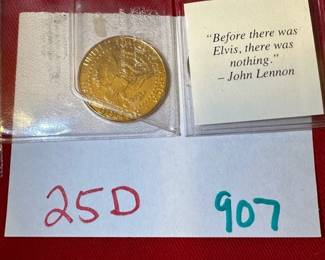 "Before there was
Elvis, there was
nothing."
– John Lennon
25D
907